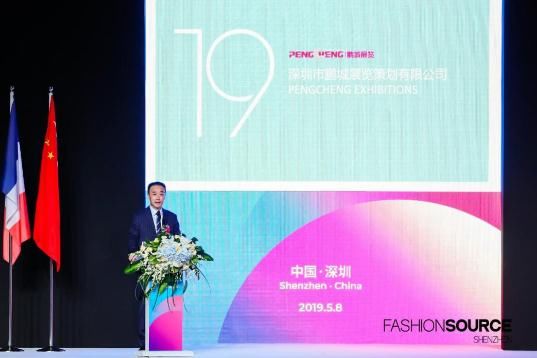 19
PENG CHENG 鹏城展览
深圳市鹏城展览策划有限公司
PENGCHENG EXHIBITIONS
中国·深圳
Shenzhen · China
2019.5.8
FASHIONSOURCE
SHENZHEN